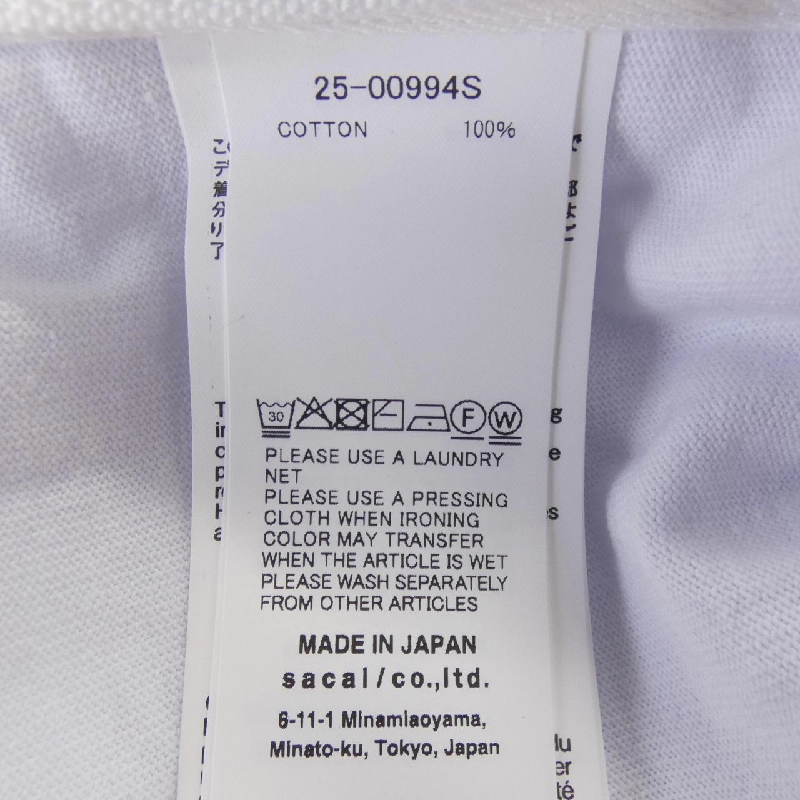 25-00994S
COTTON 100%
30
F W
PLEASE USE A LAUNDRY
NET
PLEASE USE A PRESSING
CLOTH WHEN IRONING
COLOR MAY TRANSFER
WHEN THE ARTICLE IS WET
PLEASE WASH SEPARATELY
FROM OTHER ARTICLES
MADE IN JAPAN
sacai/co.,ltd.
6-11-1 Minamiaoyama,
Minato-ku, Tokyo, Japan